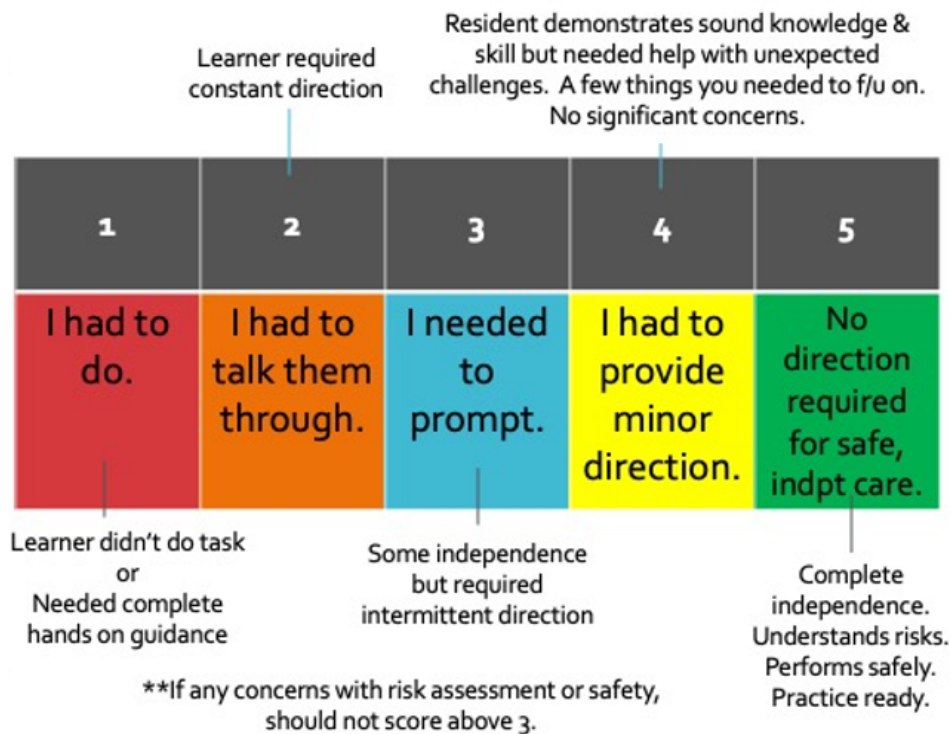 Learner required
constant direction
Resident demonstrates sound knowledge &
skill but needed help with unexpected
challenges. A few things you needed to f/u on.
No significant concerns.
1
2
3
4
5
I had to
do.
I had to
talk them
through.
I needed
to
prompt.
I had to
provide
minor
direction.
No
direction
required
for safe,
indpt care.
Learner didn't do task
or
Needed complete
hands on guidance
Some independence
but required
intermittent direction
Complete
independence.
Understands risks.
Performs safely.
Practice ready.
**If any concerns with risk assessment or safety,
should not score above 3.